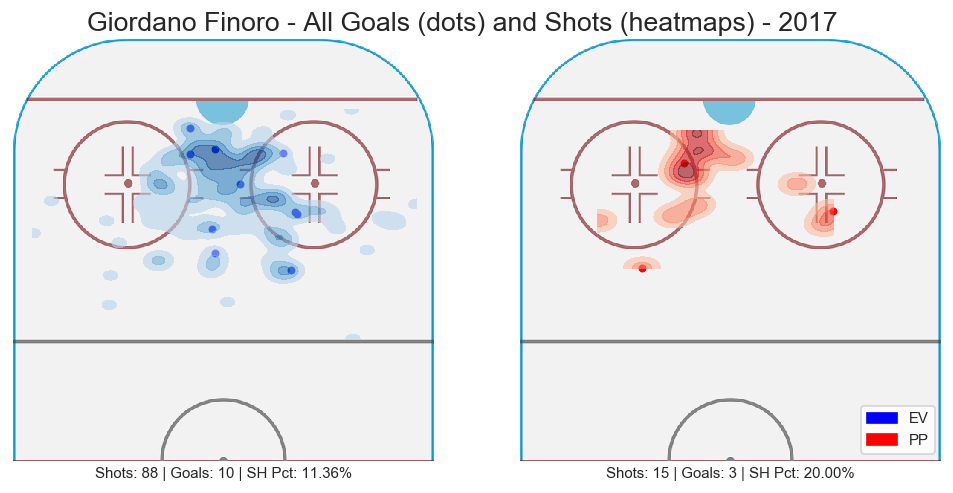 Giordano Finoro - All Goals (dots) and Shots (heatmaps) - 2017
EV
PP
Shots: 88 | Goals: 10 | SH Pct: 11.36%
Shots: 15 | Goals: 3 | SH Pct: 20.00%